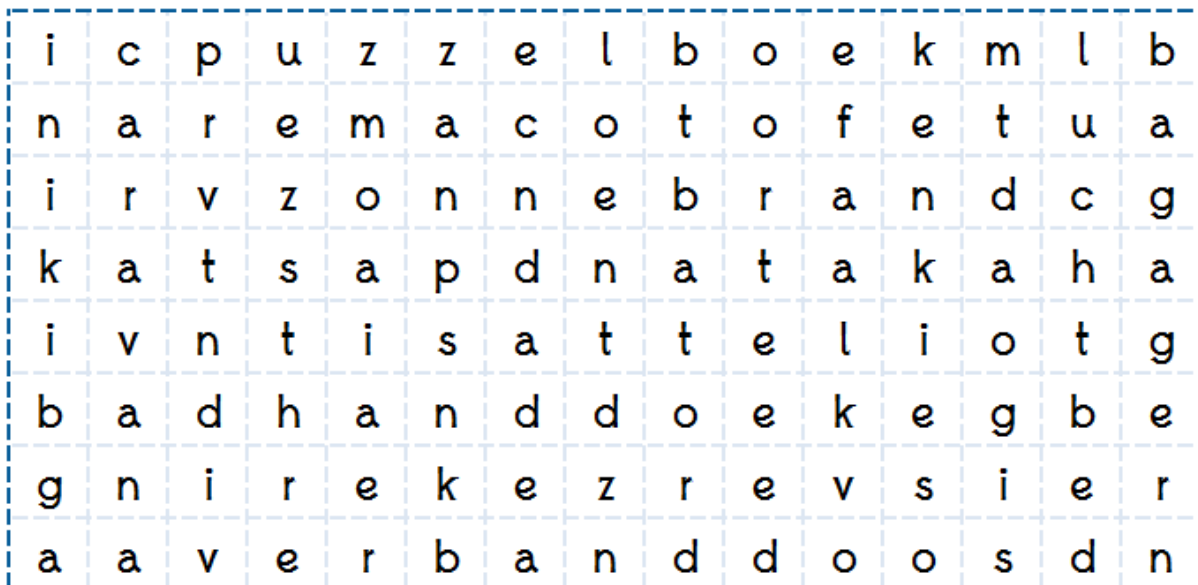 i c p u z z e l b o e k m l b
n a r e m a c o t o f e t u a
i r v z o n n e b r a n d c g
k a t s a p d n a t a k a h a
i v n t i s a t t e l i o t g
b a d h a n d d o e k e g b e
g n i r e k e z r e v s i e r
a a v e r b a n d d o o s d n